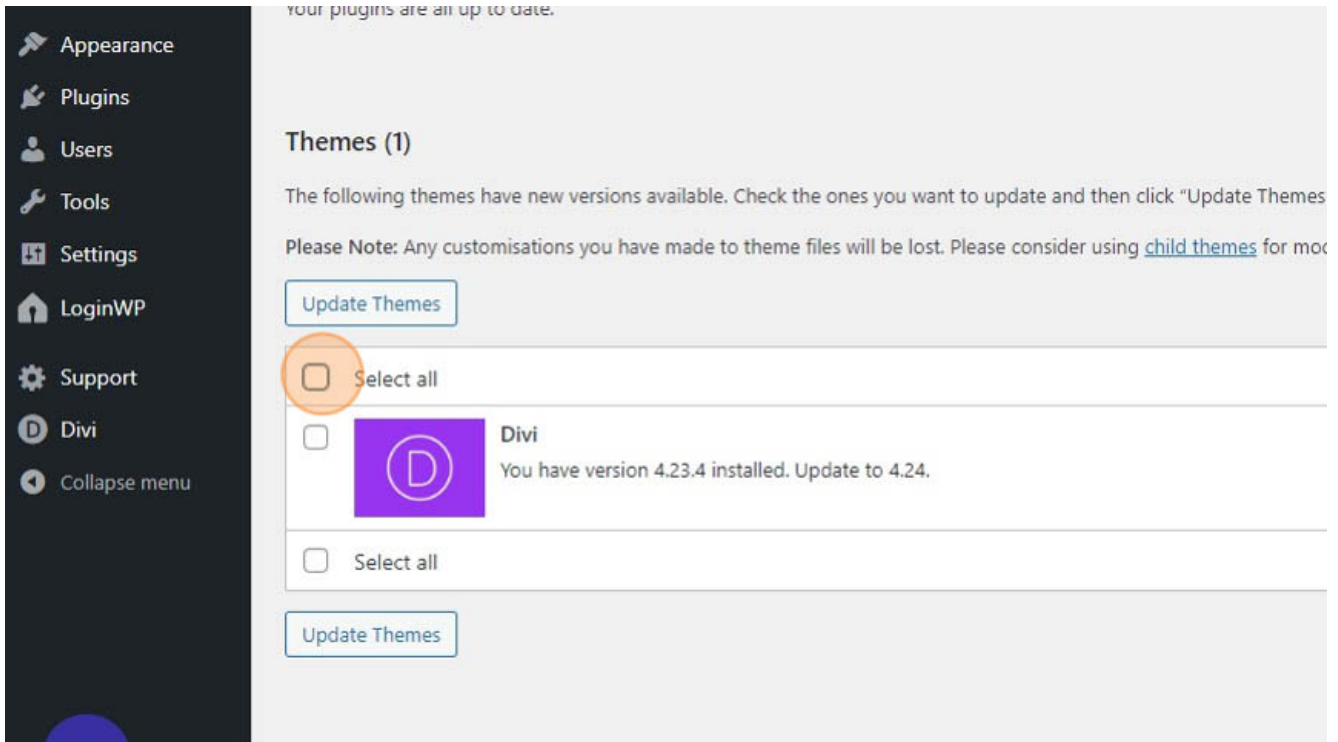 Your plugins are all up to date.
Appearance
Plugins
Users
Tools
Settings
LoginWP
Support
Divi
Collapse menu
Themes (1)
The following themes have new versions available. Check the ones you want to update and then click “Update Themes
Please Note: Any customisations you have made to theme files will be lost. Please consider using child themes for
Update Themes
Select all
D
Divi
You have version 4.23.4 installed. Update to 4.24.
Select all
Update Themes